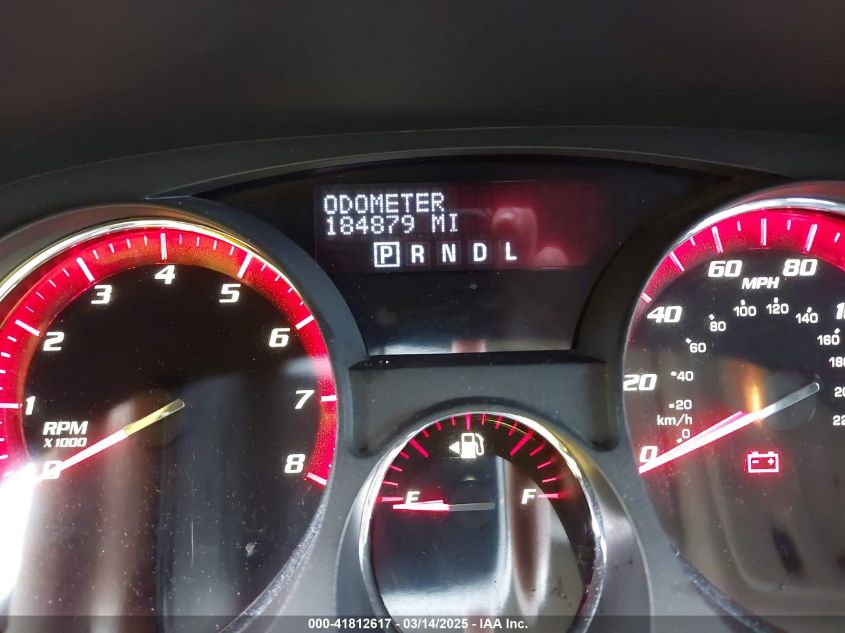 ODOMETER
184879 MI
P R N D L
1 2 3 4 5 6 7 8
RPM
X1000
0
E F
0 20 40 60 80
MPH
0 20 40 60 80 100 120 140 160
km/h
000-41812617 - 03/14/2025 - IAA Inc.